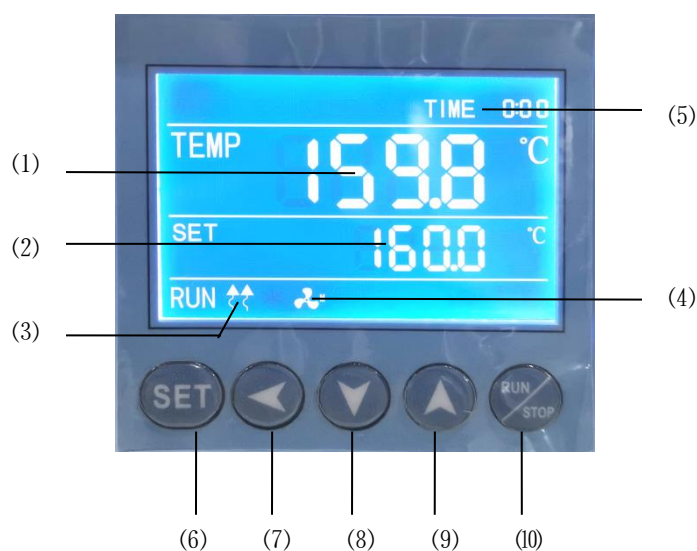 TIME 0:00
(5)
TEMP 159.8 ℃
(1)
SET 160.0 ℃
(2)
RUN
(4)
(3)
SET
RUN/STOP
(6) (7) (8) (9) (10)